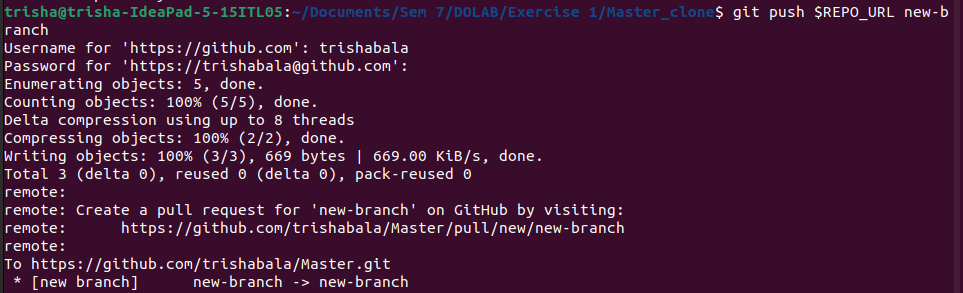 trisha@trisha-IdeaPad-5-15ITL05:~/Documents/Sem 7/DOLAB/Exercise 1/Master_clone$ git push $REPO_URL new-b
ranch
Username for 'https://github.com': trishabala
Password for 'https://trishabala@github.com':
Enumerating objects: 5, done.
Counting objects: 100% (5/5), done.
Delta compression using up to 8 threads
Compressing objects: 100% (2/2), done.
Writing objects: 100% (3/3), 669 bytes | 669.00 KiB/s, done.
Total 3 (delta 0), reused 0 (delta 0), pack-reused 0
remote:
remote: Create a pull request for 'new-branch' on GitHub by visiting:
remote:      https://github.com/trishabala/Master/pull/new/new-branch
remote:
To https://github.com/trishabala/Master.git
 * [new branch]      new-branch -> new-branch